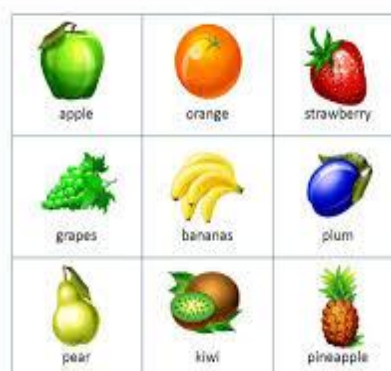 apple orange strawberry
grapes bananas plum
pear kiwi pineapple